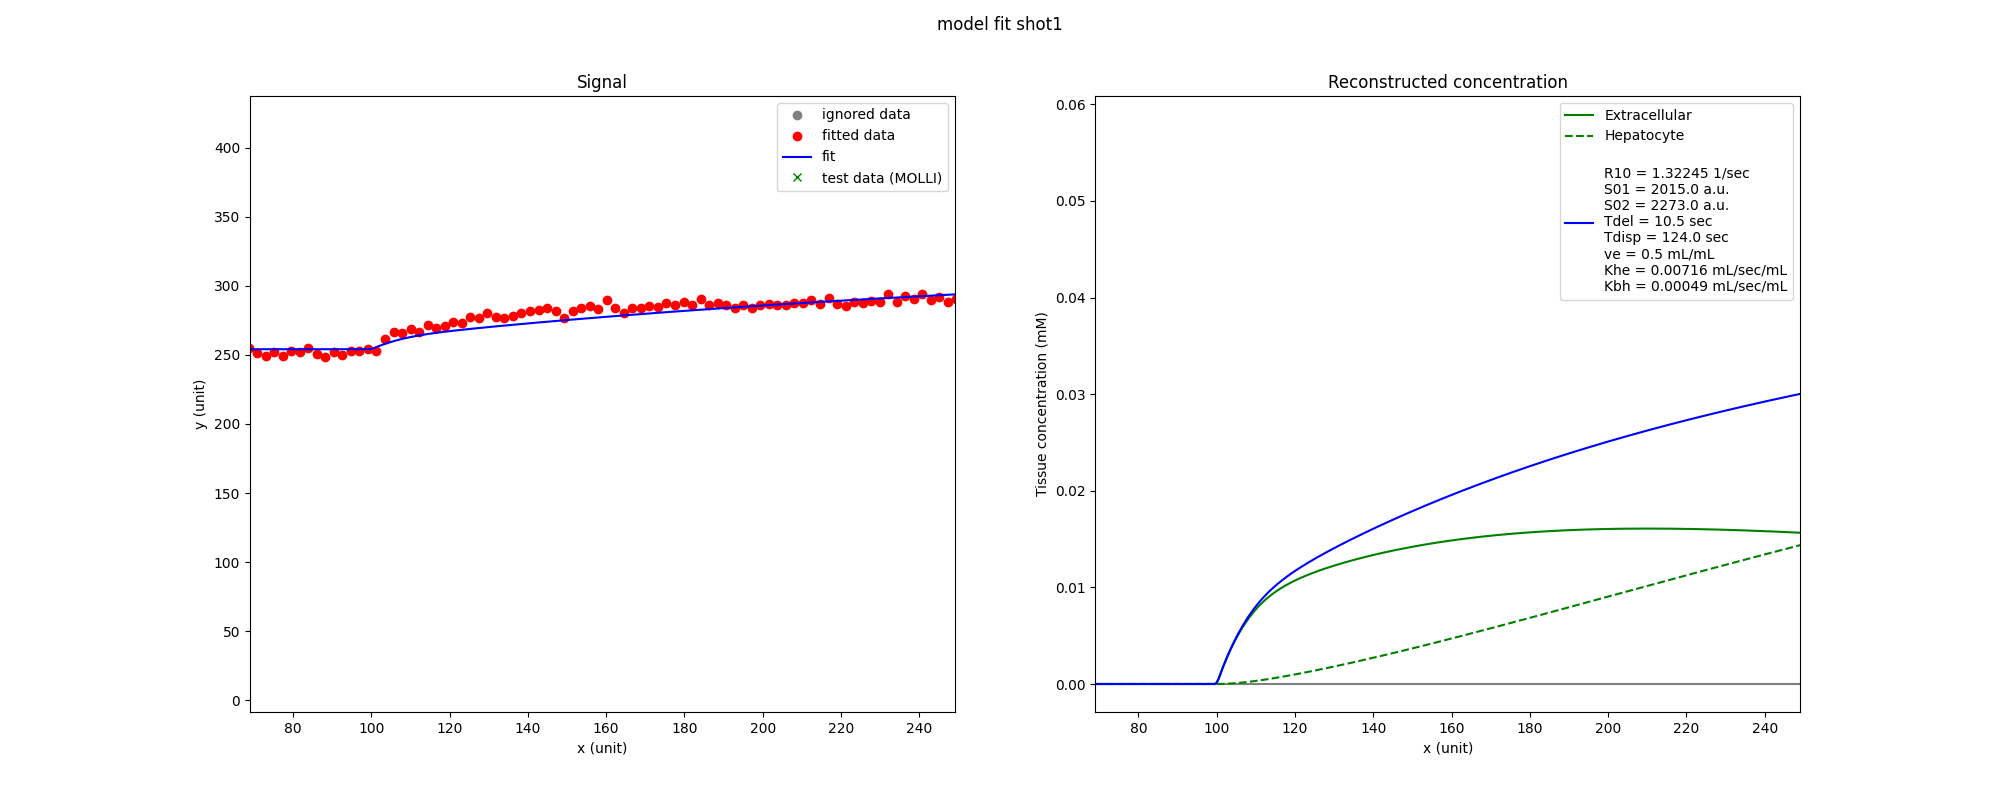 model fit shot1
Signal
ignored data
fitted data
fit
test data (MOLLI)
400
350
300
250
200
150
100
50
0
y (unit)
80 100 120 140 160 180 200 220 240
x (unit)
Reconstructed concentration
Extracellular
Hepatocyte
R10 = 1.32245 1/sec
S01 = 2015.0 a.u.
S02 = 2273.0 a.u.
Tdel = 10.5 sec
Tdisp = 124.0 sec
ve = 0.5 mL/mL
Khe = 0.00716 mL/sec/mL
Kbh = 0.00049 mL/sec/mL
0.06
0.05
0.04
0.03
0.02
0.01
0.00
Tissue concentration (mM)
80 100 120 140 160 180 200 220 240
x (unit)